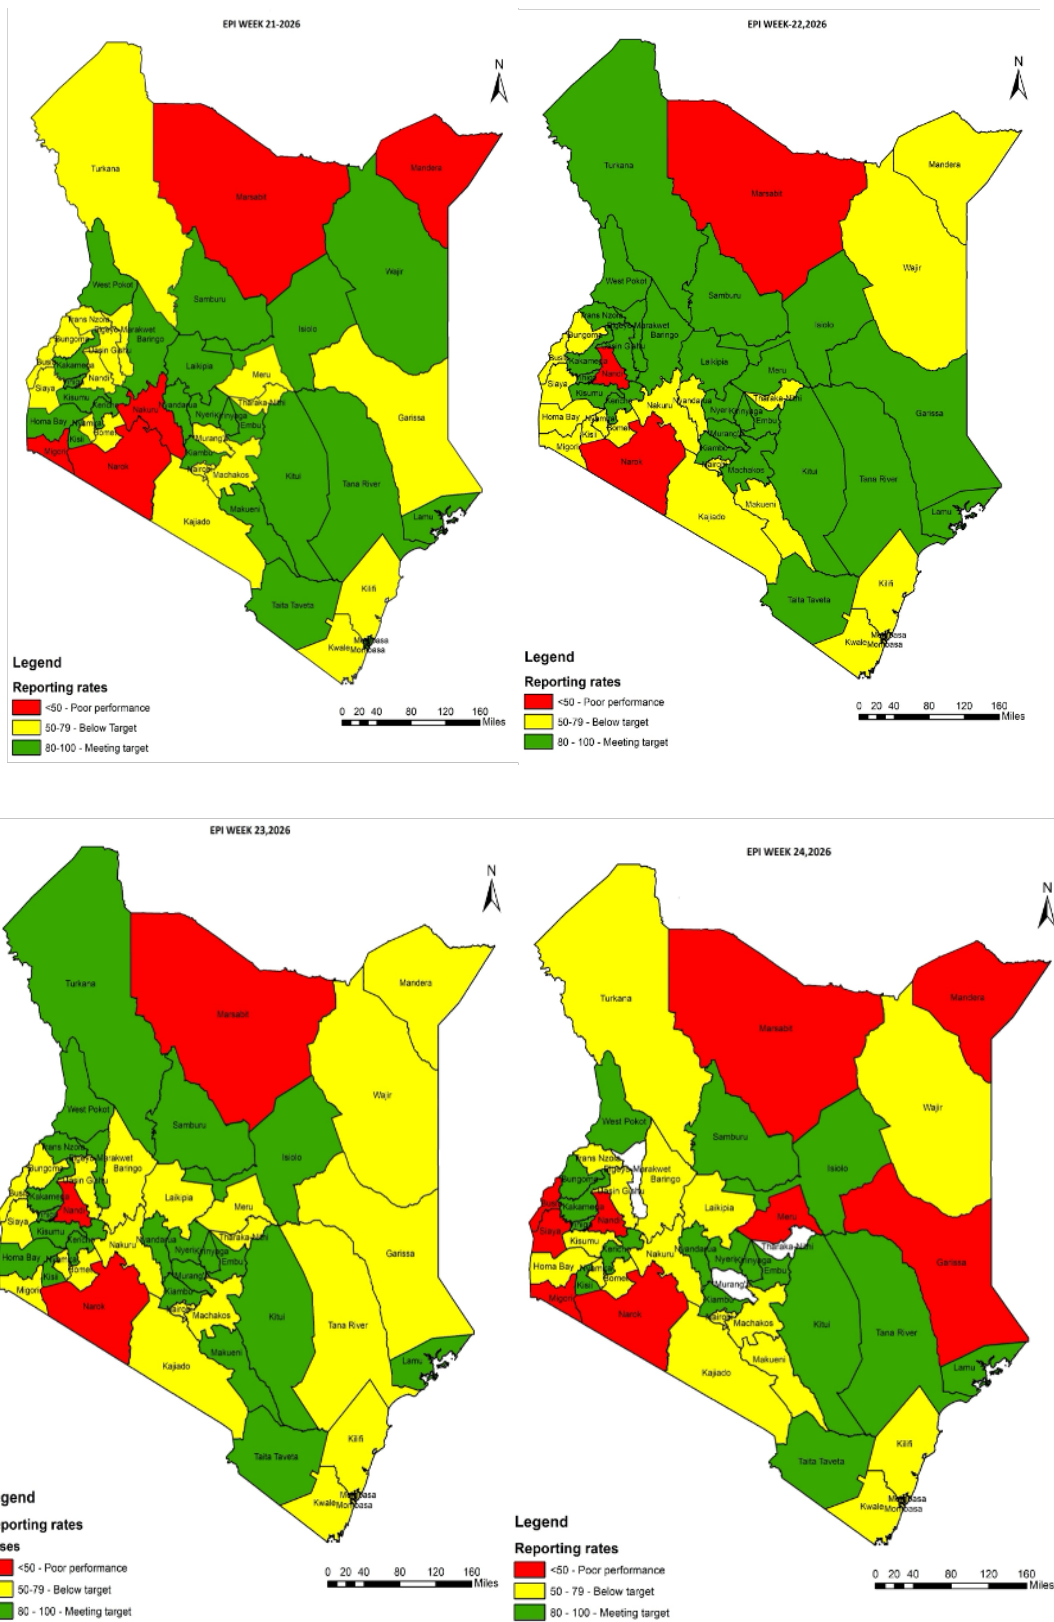 EPI WEEK 21-2026
N
Turkana
Marsabit
Mandera
Wajir
West Pokot
Samburu
Isiolo
Trans Nzoia
Baringo
Bungoma
Uasin Gishu
Kakamega
Laikipia
Meru
Nandi
Siaya
Kisumu
Tharaka-Nithi
Garissa
Nakuru
Nyandarua
Nyeri
Kirinyaga
Embu
Homa Bay
Kisii
Murang'a
Migori
Narok
Kiambu
Nairobi
Machakos
Kitui
Tana River
Kajiado
Makueni
Lamu
Taita Taveta
Kilifi
Kwale
Mombasa
Mombasa
Legend
Reporting rates
<50 - Poor performance
50-79 - Below Target
80-100 - Meeting target
0 20 40 80 120 160
Miles
EPI WEEK-22,2026
N
Turkana
Marsabit
Mandera
Wajir
West Pokot
Samburu
Isiolo
Trans Nzoia
Baringo
Bungoma
Kakamega
Laikipia
Meru
Nandi
Siaya
Kisumu
Tharaka-Nithi
Garissa
Nakuru
Nyandarua
Kirinyaga
Embu
Homa Bay
Kisii
Murang'a
Migori
Narok
Kiambu
Machakos
Kitui
Tana River
Kajiado
Makueni
Lamu
Taita Taveta
Kilifi
Kwale
Mombasa
Mombasa
Legend
Reporting rates
<50 - Poor performance
50-79 - Below target
80 - 100 - Meeting target
0 20 40 80 120 160
Miles
EPI WEEK 23,2026
N
Turkana
Marsabit
Mandera
Wajir
West Pokot
Samburu
Isiolo
Trans Nzoia
Baringo
Bungoma
Uasin Gishu
Kakamega
Laikipia
Meru
Nandi
Siaya
Kisumu
Tharaka-Nithi
Garissa
Nakuru
Nyandarua
Nyeri
Kirinyaga
Embu
Homa Bay
Kisii
Murang'a
Migori
Narok
Kiambu
Machakos
Kitui
Tana River
Kajiado
Makueni
Lamu
Taita Taveta
Kilifi
Kwale
Mombasa
Mombasa
gend
porting rates
ses
<50 - Poor performance
50-79 - Below target
80 - 100 - Meeting target
0 20 40 80 120 160
Miles
EPI WEEK 24,2026
N
Turkana
Marsabit
Mandera
Wajir
West Pokot
Samburu
Isiolo
Trans Nzoia
Elgeyo-Marakwet
Baringo
Bungoma
Uasin Gishu
Kakamega
Laikipia
Meru
Nandi
Siaya
Kisumu
Tharaka-Nithi
Garissa
Nakuru
Nyandarua
Nyeri
Kirinyaga
Embu
Homa Bay
Kisii
Murang'a
Migori
Narok
Kiambu
Machakos
Kitui
Tana River
Kajiado
Makueni
Lamu
Taita Taveta
Kilifi
Kwale
Mombasa
Mombasa
Legend
Reporting rates
<50 - Poor performance
50 - 79 - Below target
80 - 100 - Meeting target
0 20 40 80 120 160
Miles